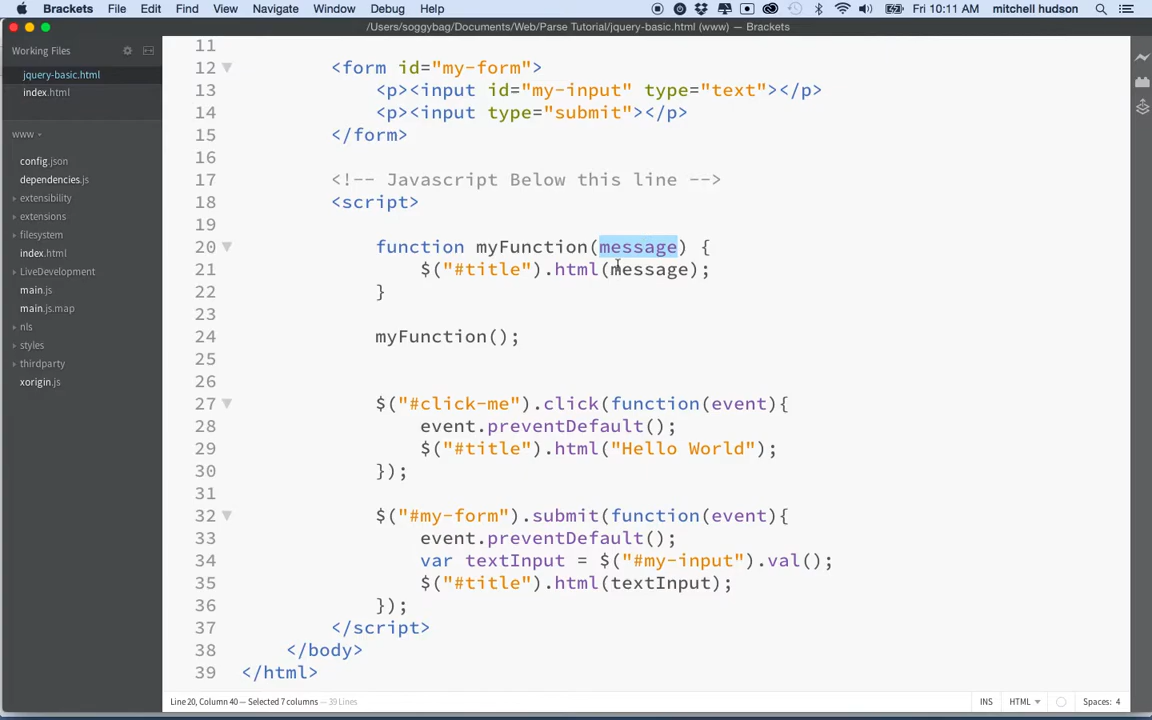 Brackets File Edit Find View Navigate Window Debug Help Fri 10:11 AM mitchell hudson
/Users/soggybag/Documents/Web/Parse Tutorial/jquery-basic.html (www) — Brackets
Working Files
jquery-basic.html
index.html
www
config.json
dependencies.js
extensibility
extensions
filesystem
index.html
LiveDevelopment
main.js
main.js.map
nls
styles
thirdparty
xorigin.js
11
12 <form id="my-form">
13 <p><input id="my-input" type="text"></p>
14 <p><input type="submit"></p>
15 </form>
16
17 <!-- Javascript Below this line -->
18 <script>
19
20 function myFunction(message) {
21 $("#title").html(message);
22 }
23
24 myFunction();
25
26
27 $("#click-me").click(function(event){
28 event.preventDefault();
29 $("#title").html("Hello World");
30 });
31
32 $("#my-form").submit(function(event){
33 event.preventDefault();
34 var textInput = $("#my-input").val();
35 $("#title").html(textInput);
36 });
37 </script>
38 </body>
39 </html>
Line 20, Column 40 — Selected 7 columns — 39 Lines INS HTML Spaces: 4